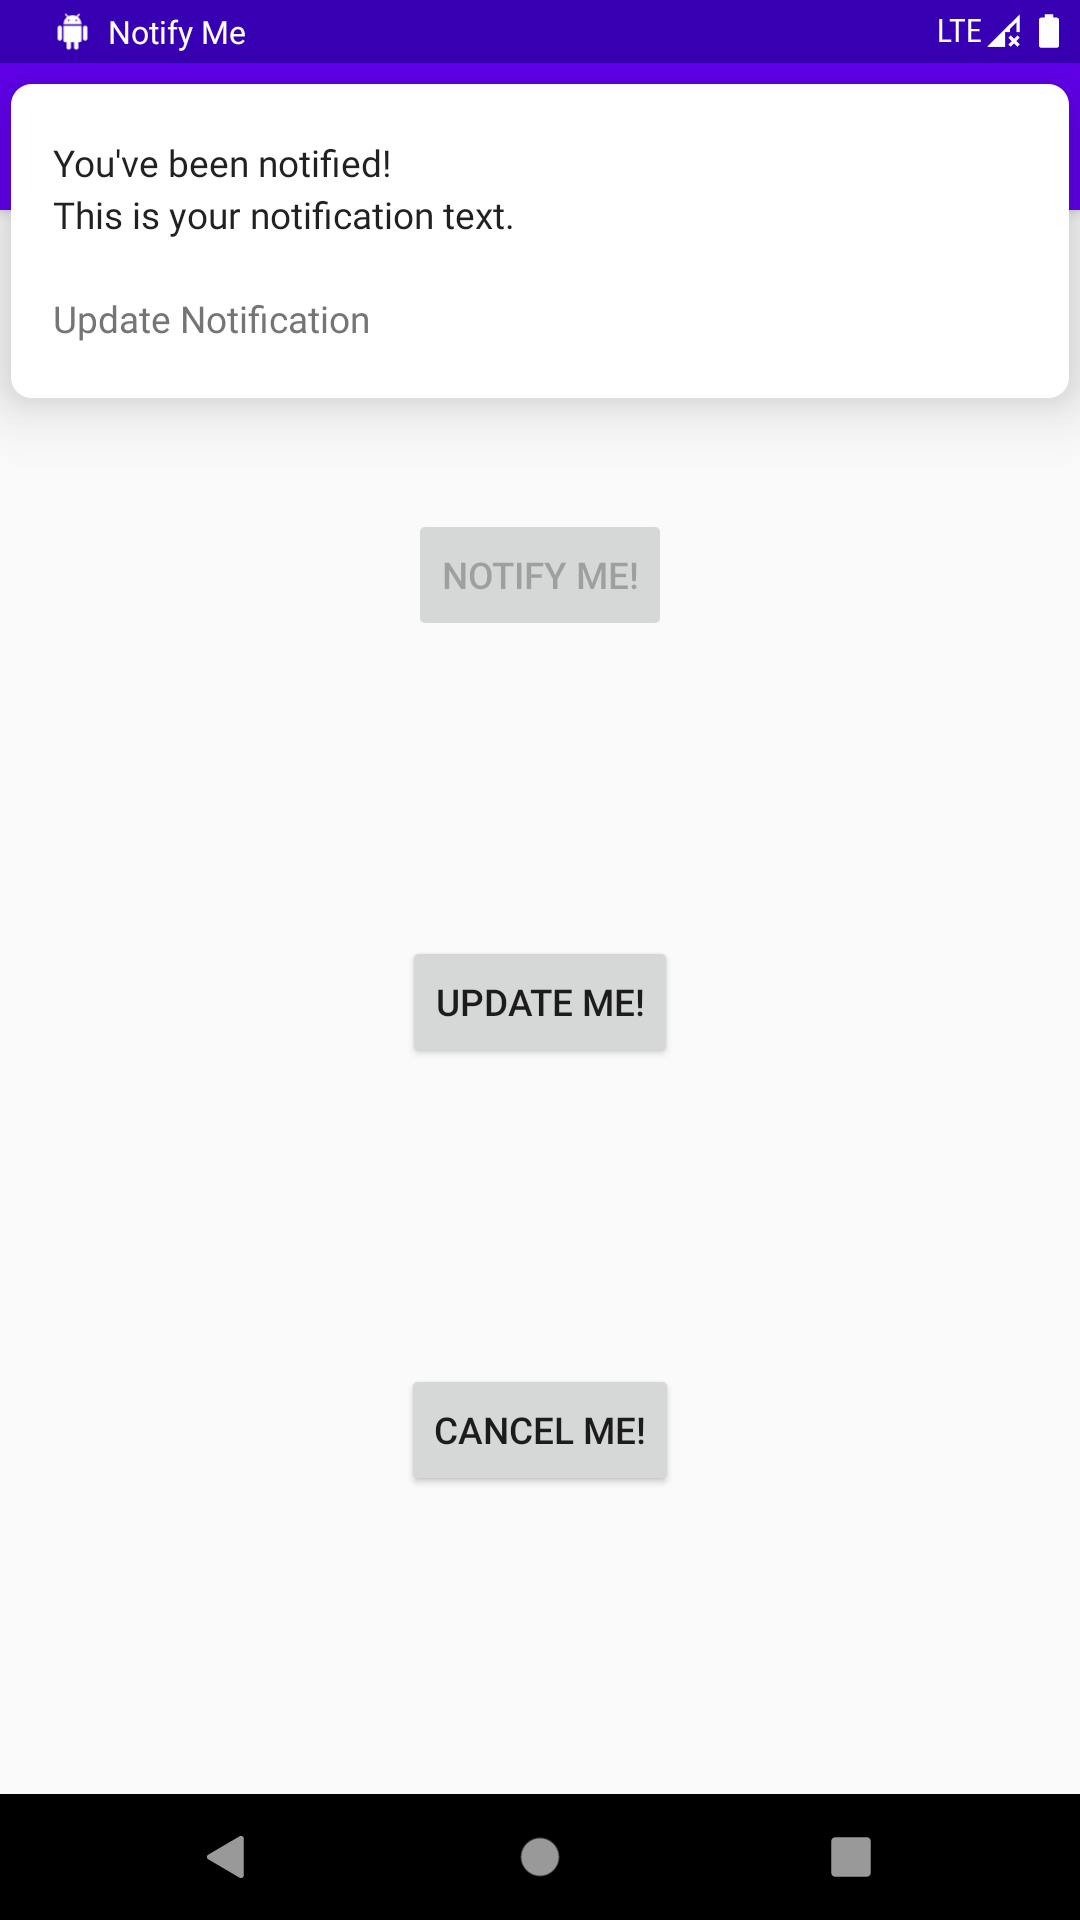 Notify Me LTE
You've been notified!
This is your notification text.
Update Notification
NOTIFY ME!
UPDATE ME!
CANCEL ME!